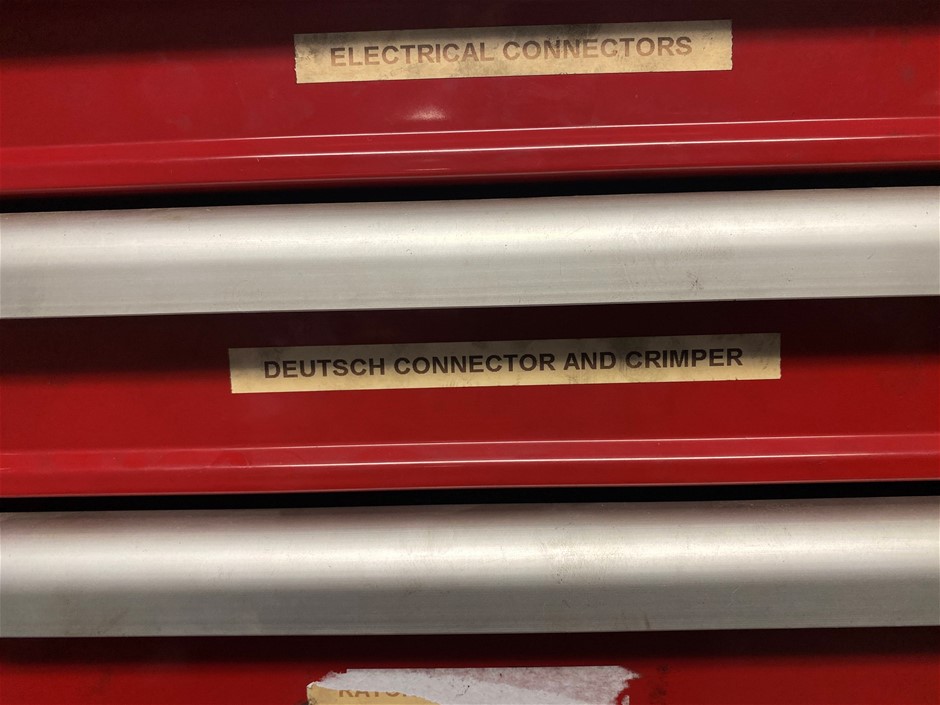 ELECTRICAL CONNECTORS
DEUTSCH CONNECTOR AND CRIMPER